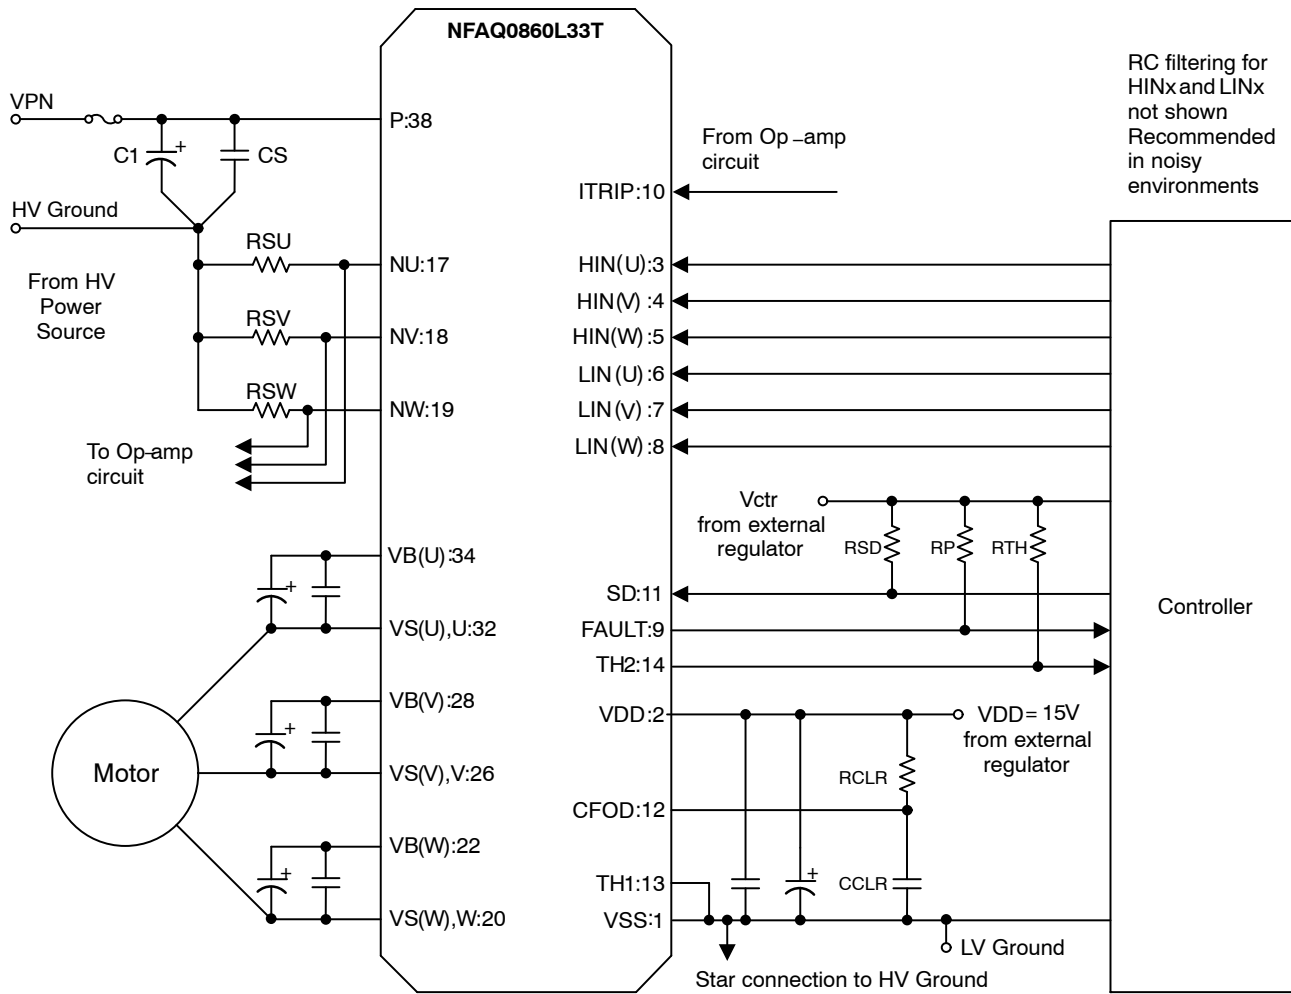 NFAQ0860L33T
RC filtering for
HINx and LINx
not shown
Recommended
in noisy
environments
VPN
P:38
C1
+
CS
HV Ground
From HV
Power
Source
RSU
NU:17
RSV
NV:18
RSW
NW:19
To Op-amp
circuit
From Op-amp
circuit
ITRIP:10
HIN(U):3
HIN(V) :4
HIN(W):5
LIN(U):6
LIN(V):7
LIN(W):8
Vctr
from external
regulator
RSD
RP
RTH
SD:11
FAULT:9
TH2:14
Controller
VB(U):34
+
VS(U),U:32
VB(V):28
+
VS(V),V:26
VB(W):22
+
VS(W),W:20
Motor
VDD:2
VDD= 15V
from external
regulator
RCLR
CFOD:12
TH1:13
+
CCLR
VSS:1
LV Ground
Star connection to HV Ground